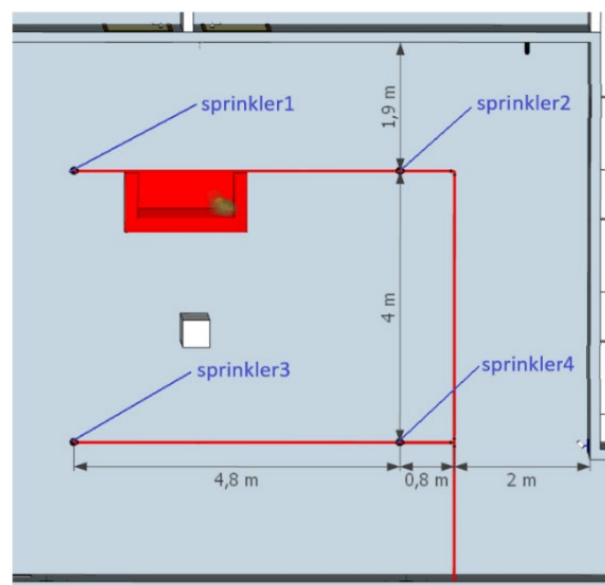 sprinkler1
sprinkler2
1,9 m
4 m
sprinkler3
sprinkler4
4,8 m
0,8 m
2 m